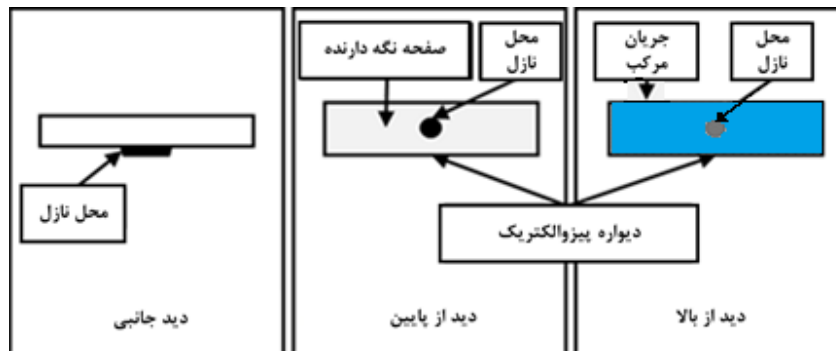 محل
نازل
جریان
مرکب
محل
نازل
صفحه نگه دارنده
محل نازل
دیواره پیزوالکتریک
دید از بالا
دید از پایین
دید جانبی